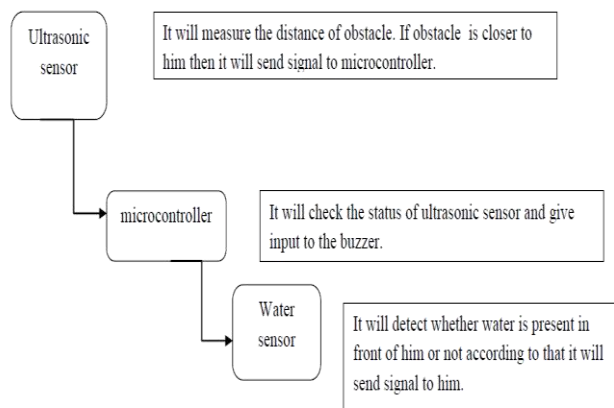 Ultrasonic
sensor
It will measure the distance of obstacle. If obstacle is closer to
him then it will send signal to microcontroller.
microcontroller
It will check the status of ultrasonic sensor and give
input to the buzzer.
Water
sensor
It will detect whether water is present in
front of him or not according to that it will
send signal to him.